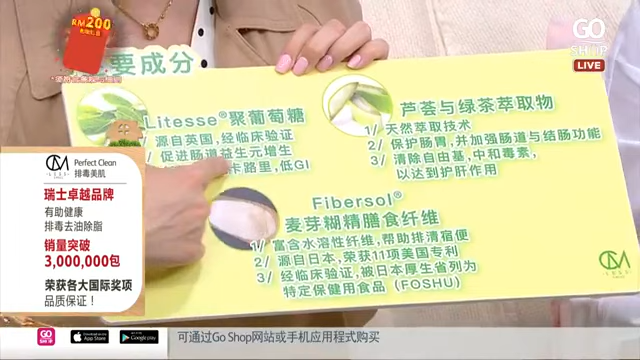 RM200
GO
SHOP
LIVE
要成分
Litesse®聚葡萄糖
1/ 源自英国,经临床验证
促进肠道益生元增生
卡路里,低GI
芦荟与绿茶萃取物
1/ 天然萃取技术
2/ 保护肠胃,并加强肠道与结肠功能
3/ 清除自由基,中和毒素,
以达到护肝作用
Fibersol®
麦芽糊精膳食纤维
1/ 富含水溶性纤维,帮助排清宿便
2/ 源自日本,荣获11项美国专利
3/ 经临床验证,被日本厚生省列为
特定保健用食品(FOSHU)
Perfect Clean
排毒美肌
瑞士卓越品牌
有助健康
排毒去油除脂
销量突破
3,000,000包
荣获各大国际奖项
品质保证!
GO
SHOP
App Store
Google play
可通过Go Shop网站或手机应用程式购买